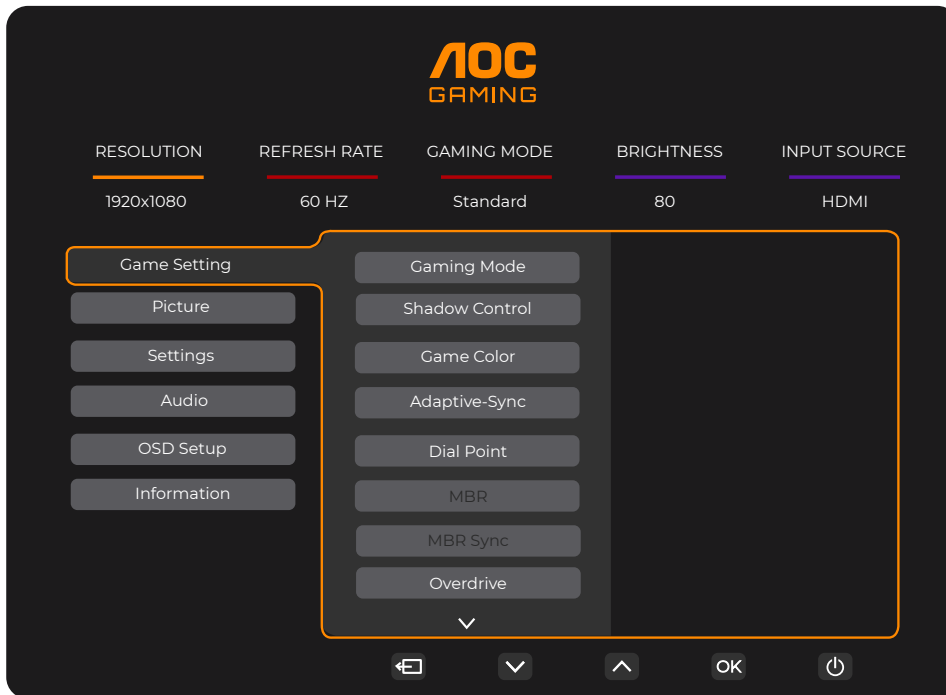 AOC
GAMING
RESOLUTION REFRESH RATE GAMING MODE BRIGHTNESS INPUT SOURCE
1920x1080 60 HZ Standard 80 HDMI
Game Setting Gaming Mode
Picture Shadow Control
Settings Game Color
Audio Adaptive-Sync
OSD Setup Dial Point
Information MBR
MBR Sync
Overdrive
OK